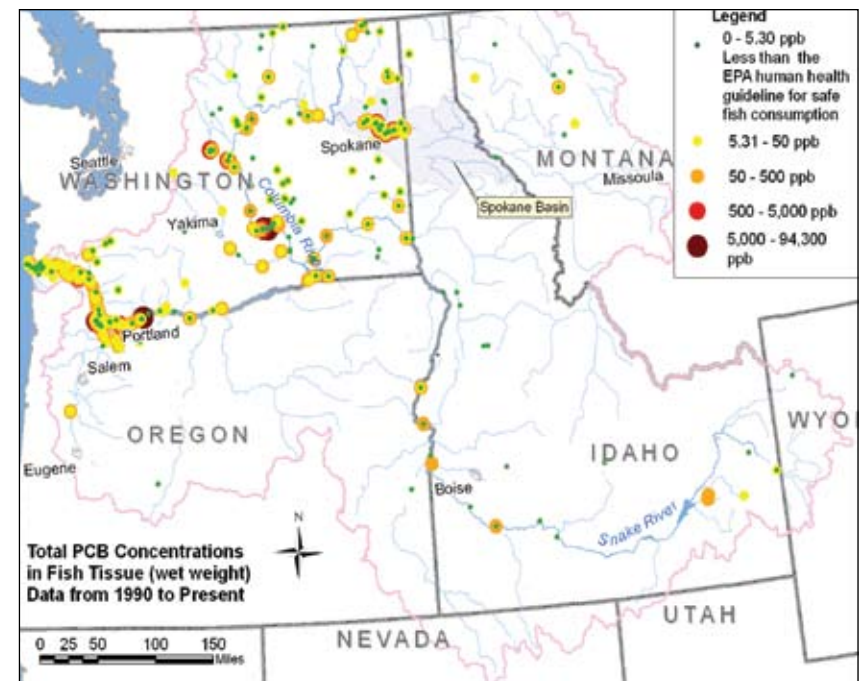 Legend
0 - 5.30 ppb
Less than the
EPA human health
guideline for safe
fish consumption
5.31 - 50 ppb
50 - 500 ppb
500 - 5,000 ppb
5,000 - 94,300
ppb
Seattle
WASHINGTON
Spokane
MONTANA
Missoula
Spokane Basin
Columbia River
Yakima
Portland
Salem
OREGON
Eugene
IDAHO
WYO
Boise
Snake River
N
Total PCB Concentrations
in Fish Tissue (wet weight)
Data from 1990 to Present
0 25 50 100 150
Miles
NEVADA
UTAH